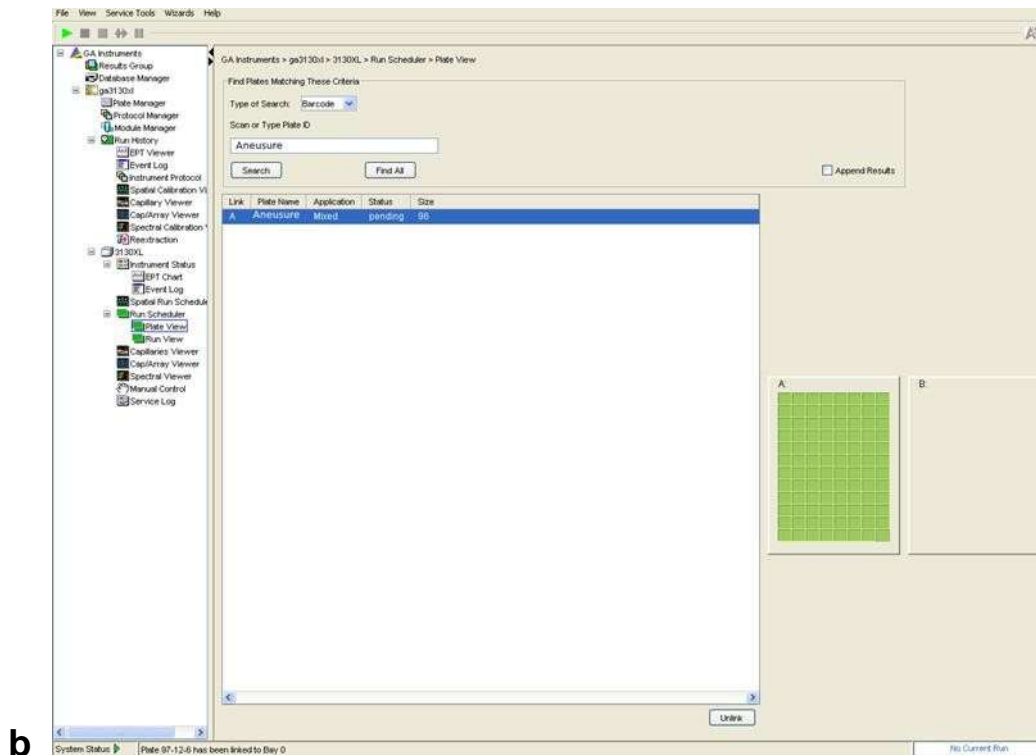 File View Service Tools Wizards Help
GA Instruments
Results Group
Database Manager
ga3130xl
Plate Manager
Protocol Manager
Module Manager
Run History
EPT Viewer
Event Log
Instrument Protocol
Spatial Calibration Vi
Capillary Viewer
Cap/Array Viewer
Spectral Calibration
Reextraction
3130XL
Instrument Status
EPT Chart
Event Log
Spatial Run Schedule
Run Scheduler
Plate View
Run View
Capillaries Viewer
Cap/Array Viewer
Spectral Viewer
Manual Control
Service Log
GA Instruments > ga3130xl > 3130XL > Run Scheduler > Plate View
Find Plates Matching These Criteria
Type of Search: Barcode
Scan or Type Plate ID
Aneusure
Search Find All Append Results
Link Plate Name Application Status Size
A Aneusure Mixed pending 96
A: B:
Unlink
b
System Status Plate 97-12-6 has been linked to Bay 0 No Current Run